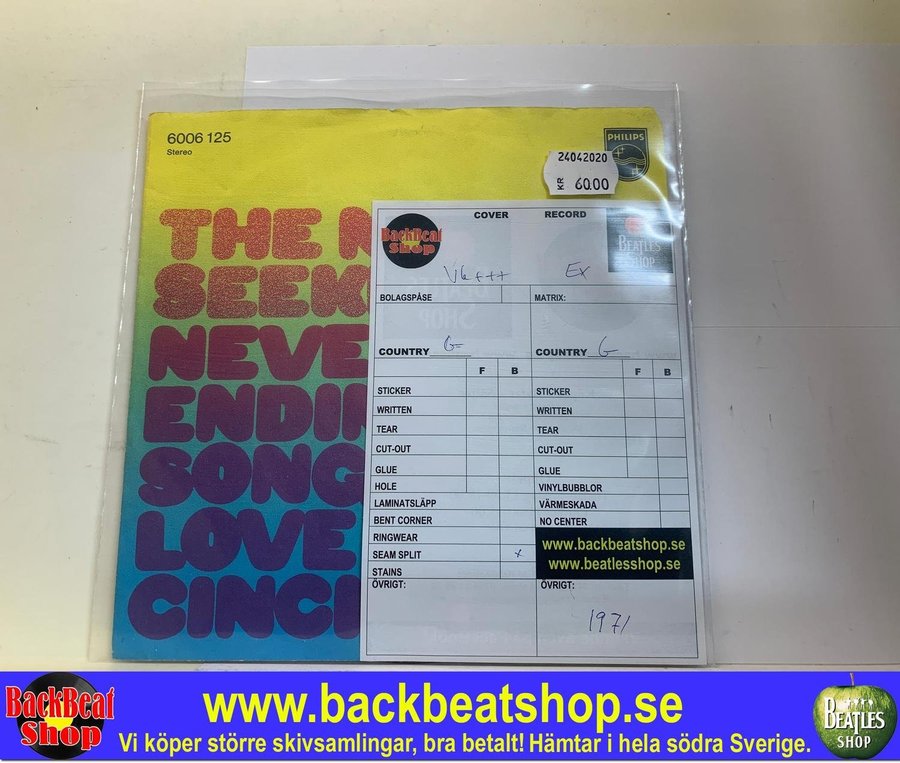 6006 125
Stereo
PHILIPS
24042020
KR 60.00
THE N
SEEK
NEVE
ENDIN
SONG
LOVE
CINCI
COVER RECORD
BackBeat Shop
BEATLES SHOP
VG+++ Ex
BOLAGSPÅSE MATRIX:
COUNTRY G COUNTRY G
F B F B
STICKER STICKER
WRITTEN WRITTEN
TEAR TEAR
CUT-OUT CUT-OUT
GLUE GLUE
HOLE VINYLBUBBLOR
LAMINATSLÄPP VÄRMESKADA
BENT CORNER NO CENTER
RINGWEAR
SEAM SPLIT x
STAINS
www.backbeatshop.se
www.beatlesshop.se
ÖVRIGT: ÖVRIGT:
1971
BackBeat Shop
www.backbeatshop.se
Vi köper större skivsamlingar, bra betalt! Hämtar i hela södra Sverige.
BEATLES SHOP